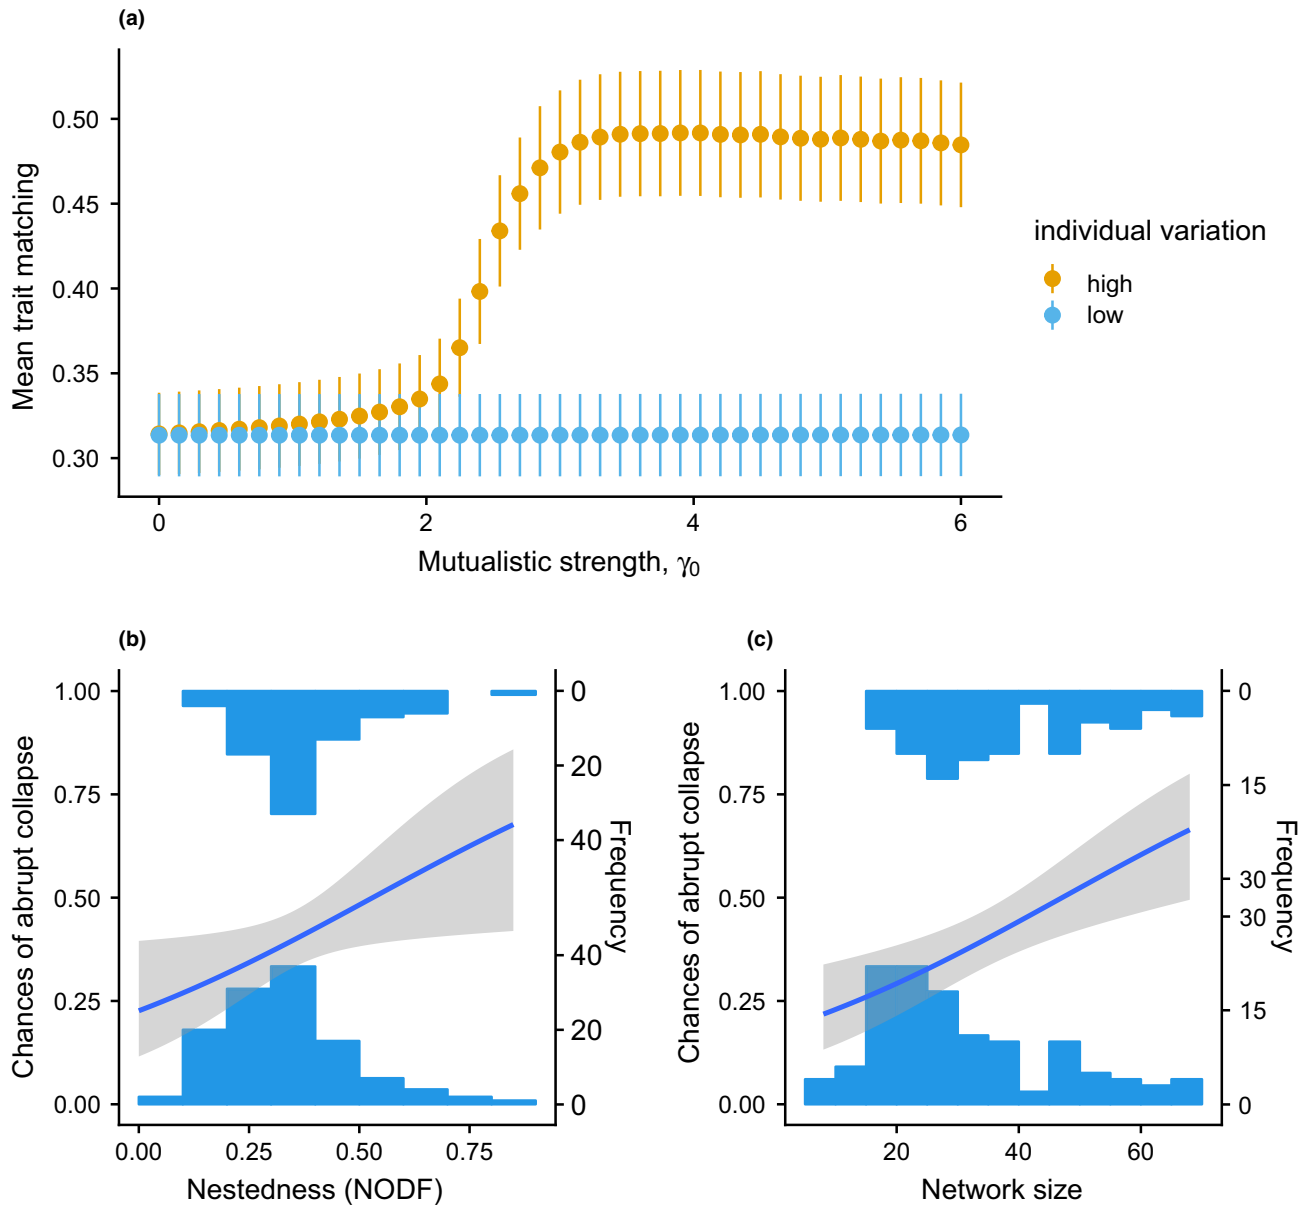 (a)
0.50
0.45
0.40
0.35
0.30
Mean trait matching
0 2 4 6
Mutualistic strength, γ0
individual variation
high
low
(b)
1.00
0.75
0.50
0.25
0.00
Chances of abrupt collapse
0
20
40
40
20
0
Frequency
0.00 0.25 0.50 0.75
Nestedness (NODF)
(c)
1.00
0.75
0.50
0.25
0.00
Chances of abrupt collapse
0
15
30
30
15
0
Frequency
20 40 60
Network size